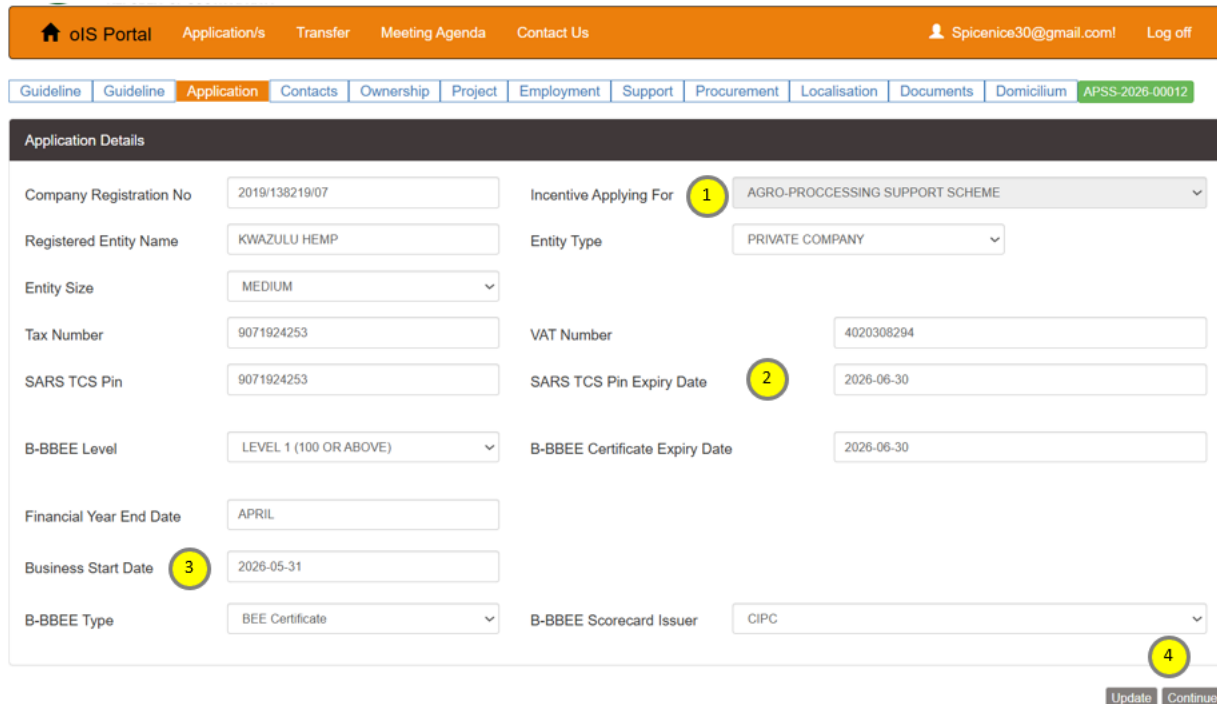 oIS Portal Application/s Transfer Meeting Agenda Contact Us Spicenice30@gmail.com! Log off
Guideline Guideline Application Contacts Ownership Project Employment Support Procurement Localisation Documents Domicilium APSS-2026-00012
Application Details
Company Registration No 2019/138219/07 Incentive Applying For 1 AGRO-PROCCESSING SUPPORT SCHEME
Registered Entity Name KWAZULU HEMP Entity Type PRIVATE COMPANY
Entity Size MEDIUM
Tax Number 9071924253 VAT Number 4020308294
SARS TCS Pin 9071924253 SARS TCS Pin Expiry Date 2 2026-06-30
B-BBEE Level LEVEL 1 (100 OR ABOVE) B-BBEE Certificate Expiry Date 2026-06-30
Financial Year End Date APRIL
Business Start Date 3 2026-05-31
B-BBEE Type BEE Certificate B-BBEE Scorecard Issuer CIPC
4
Update Continue